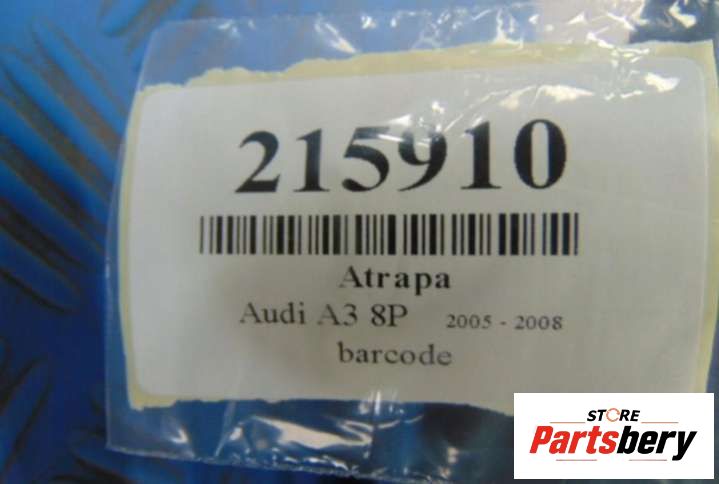 215910
Atrapa
Audi A3 8P 2005 - 2008
barcode
STORE
Partsbery